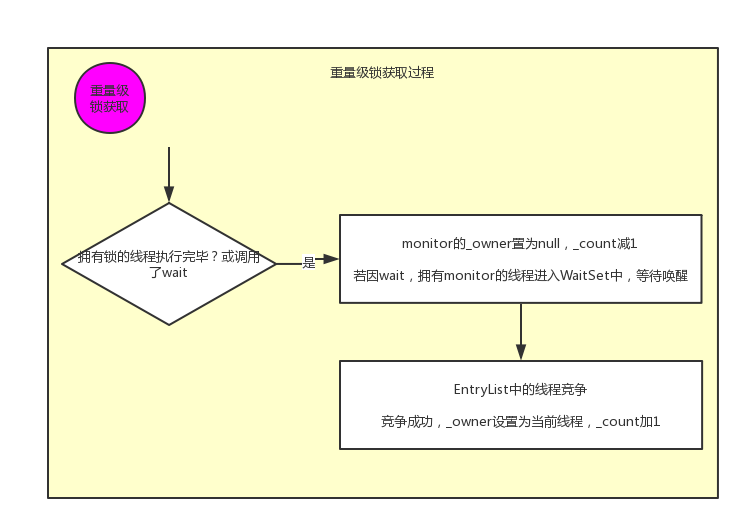 重量级锁获取过程
重量级
锁获取
拥有锁的线程执行完毕？或调用
了wait
是
monitor的_owner置为null，_count减1
若因wait，拥有monitor的线程进入WaitSet中，等待唤醒
EntryList中的线程竞争
竞争成功，_owner设置为当前线程，_count加1